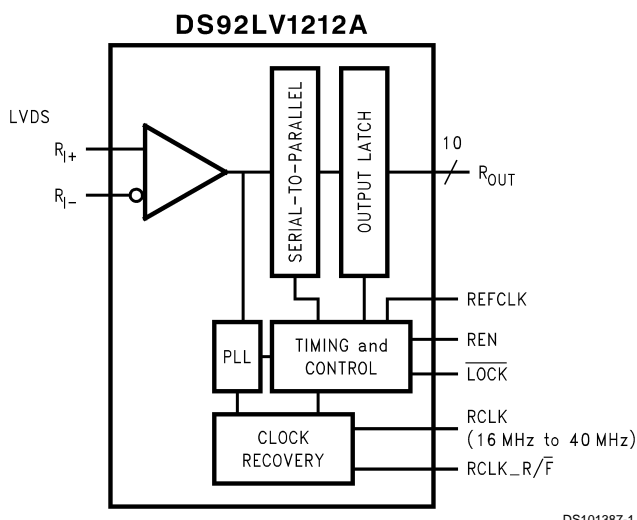 DS92LV1212A
LVDS
RI+
RI−
SERIAL-TO-PARALLEL
OUTPUT LATCH
10
ROUT
REFCLK
REN
LOCK
PLL
TIMING and
CONTROL
RCLK
(16 MHz to 40 MHz)
CLOCK
RECOVERY
RCLK_R/F
DS101387-1